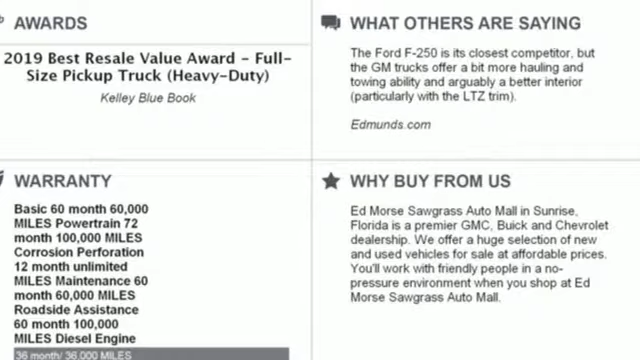 AWARDS
2019 Best Resale Value Award – Full-
Size Pickup Truck (Heavy-Duty)
Kelley Blue Book
WHAT OTHERS ARE SAYING
The Ford F-250 is its closest competitor, but
the GM trucks offer a bit more hauling and
towing ability and arguably a better interior
(particularly with the LTZ trim).
Edmunds.com
WARRANTY
Basic 60 month 60,000
MILES Powertrain 72
month 100,000 MILES
Corrosion Perforation
12 month unlimited
MILES Maintenance 60
month 60,000 MILES
Roadside Assistance
60 month 100,000
MILES Diesel Engine
36 month/ 36,000 MILES
WHY BUY FROM US
Ed Morse Sawgrass Auto Mall in Sunrise,
Florida is a premier GMC, Buick and Chevrolet
dealership. We offer a huge selection of new
and used vehicles for sale at affordable prices.
You'll work with friendly people in a no-
pressure environment when you shop at Ed
Morse Sawgrass Auto Mall.